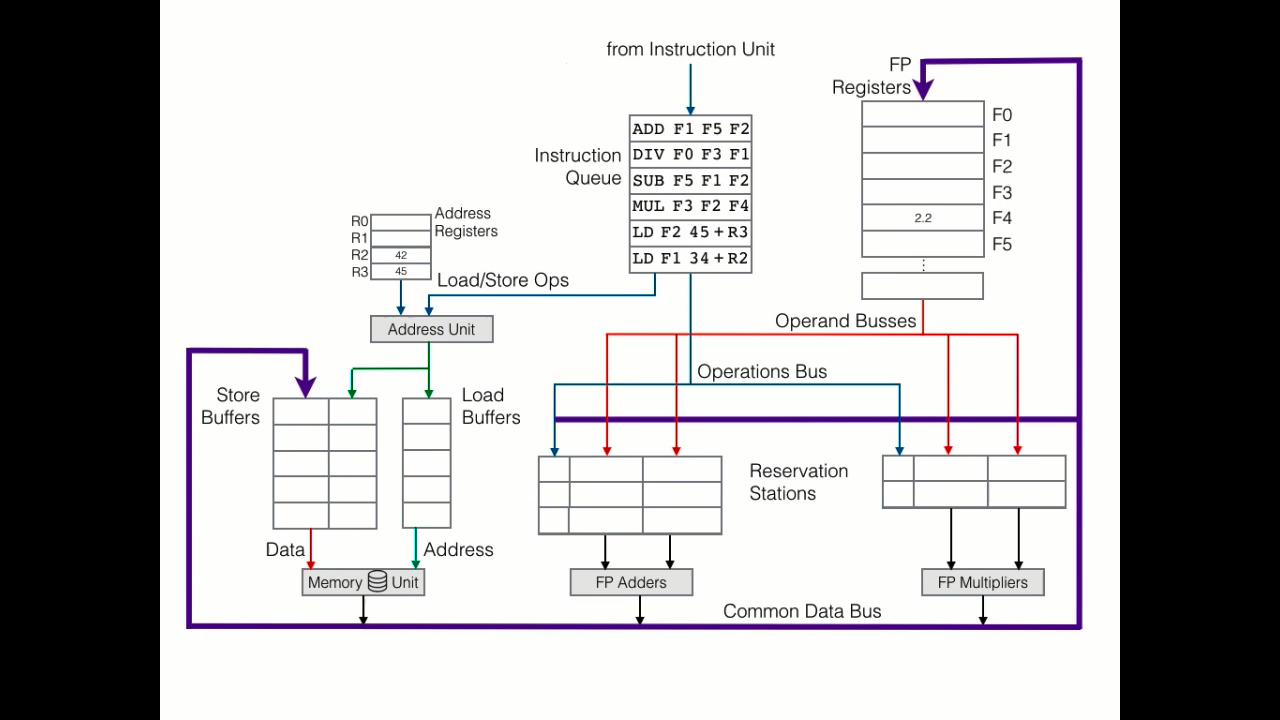 from Instruction Unit
FP
Registers
ADD F1 F5 F2
DIV F0 F3 F1
SUB F5 F1 F2
MUL F3 F2 F4
LD F2 45+R3
LD F1 34+R2
Instruction
Queue
F0
F1
F2
F3
2.2 F4
F5
R0
R1
R2 42
R3 45
Address
Registers
Load/Store Ops
Address Unit
Operand Busses
Operations Bus
Store
Buffers
Load
Buffers
Reservation
Stations
Data
Address
Memory Unit
FP Adders
FP Multipliers
Common Data Bus